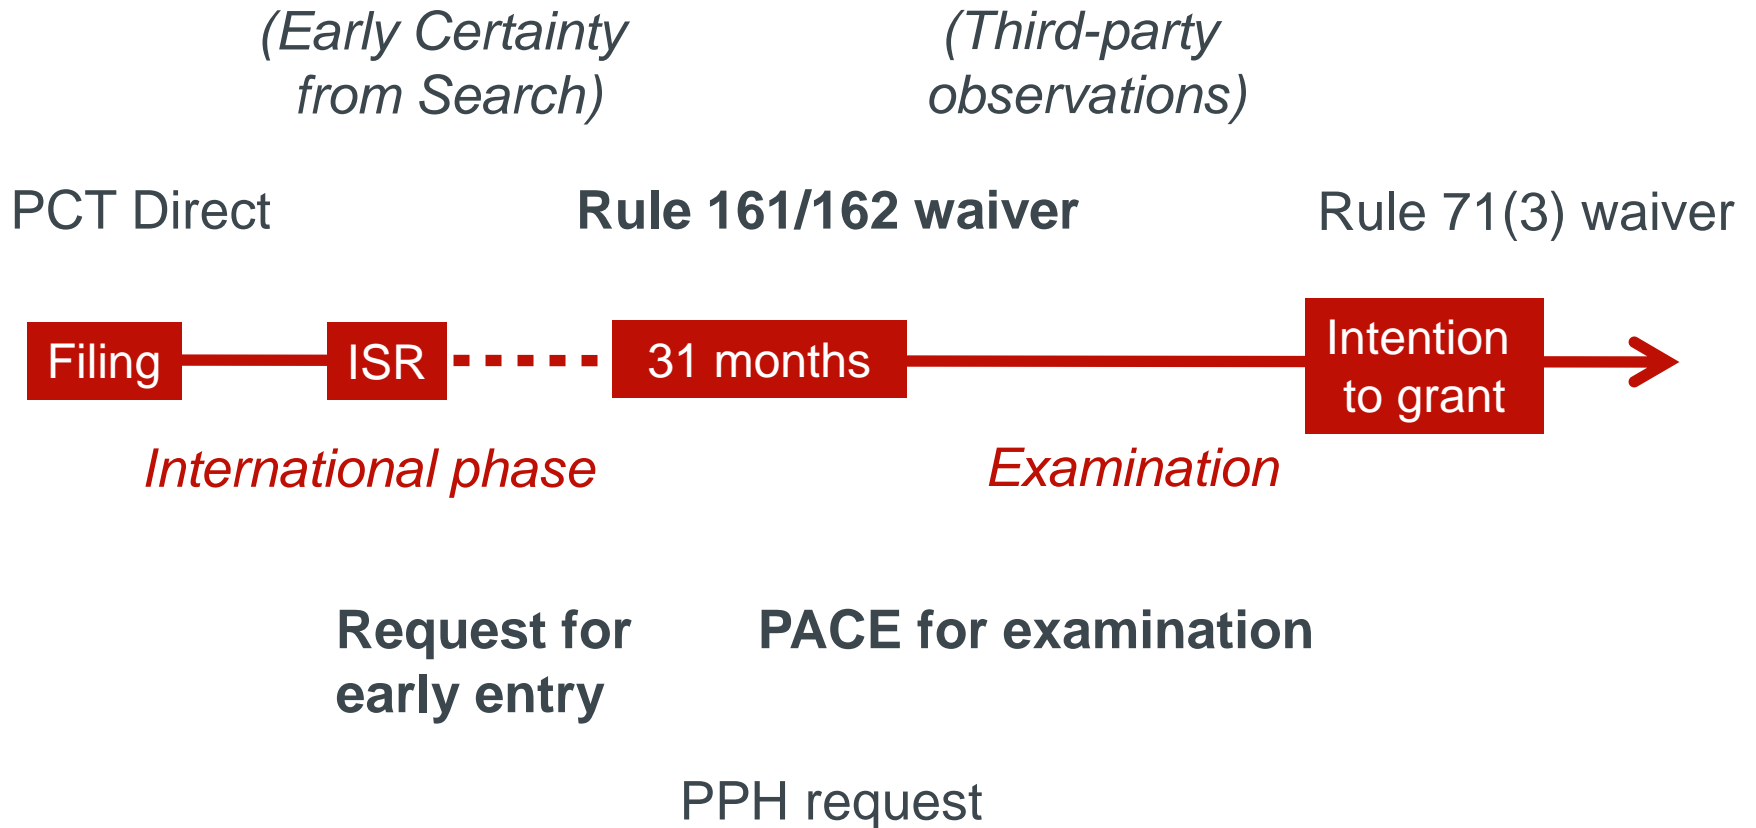 (Early Certainty
from Search)
(Third-party
observations)
PCT Direct
Rule 161/162 waiver
Rule 71(3) waiver
Filing
ISR
31 months
Intention
to grant
International phase
Examination
Request for
early entry
PACE for examination
PPH request